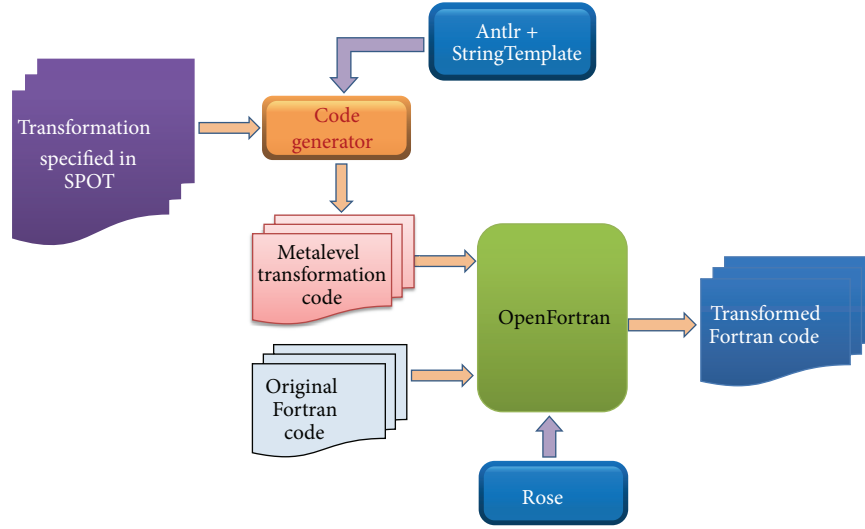 Antlr +
StringTemplate
Transformation
specified in
SPOT
Code
generator
Metalevel
transformation
code
OpenFortran
Transformed
Fortran code
Original
Fortran
code
Rose